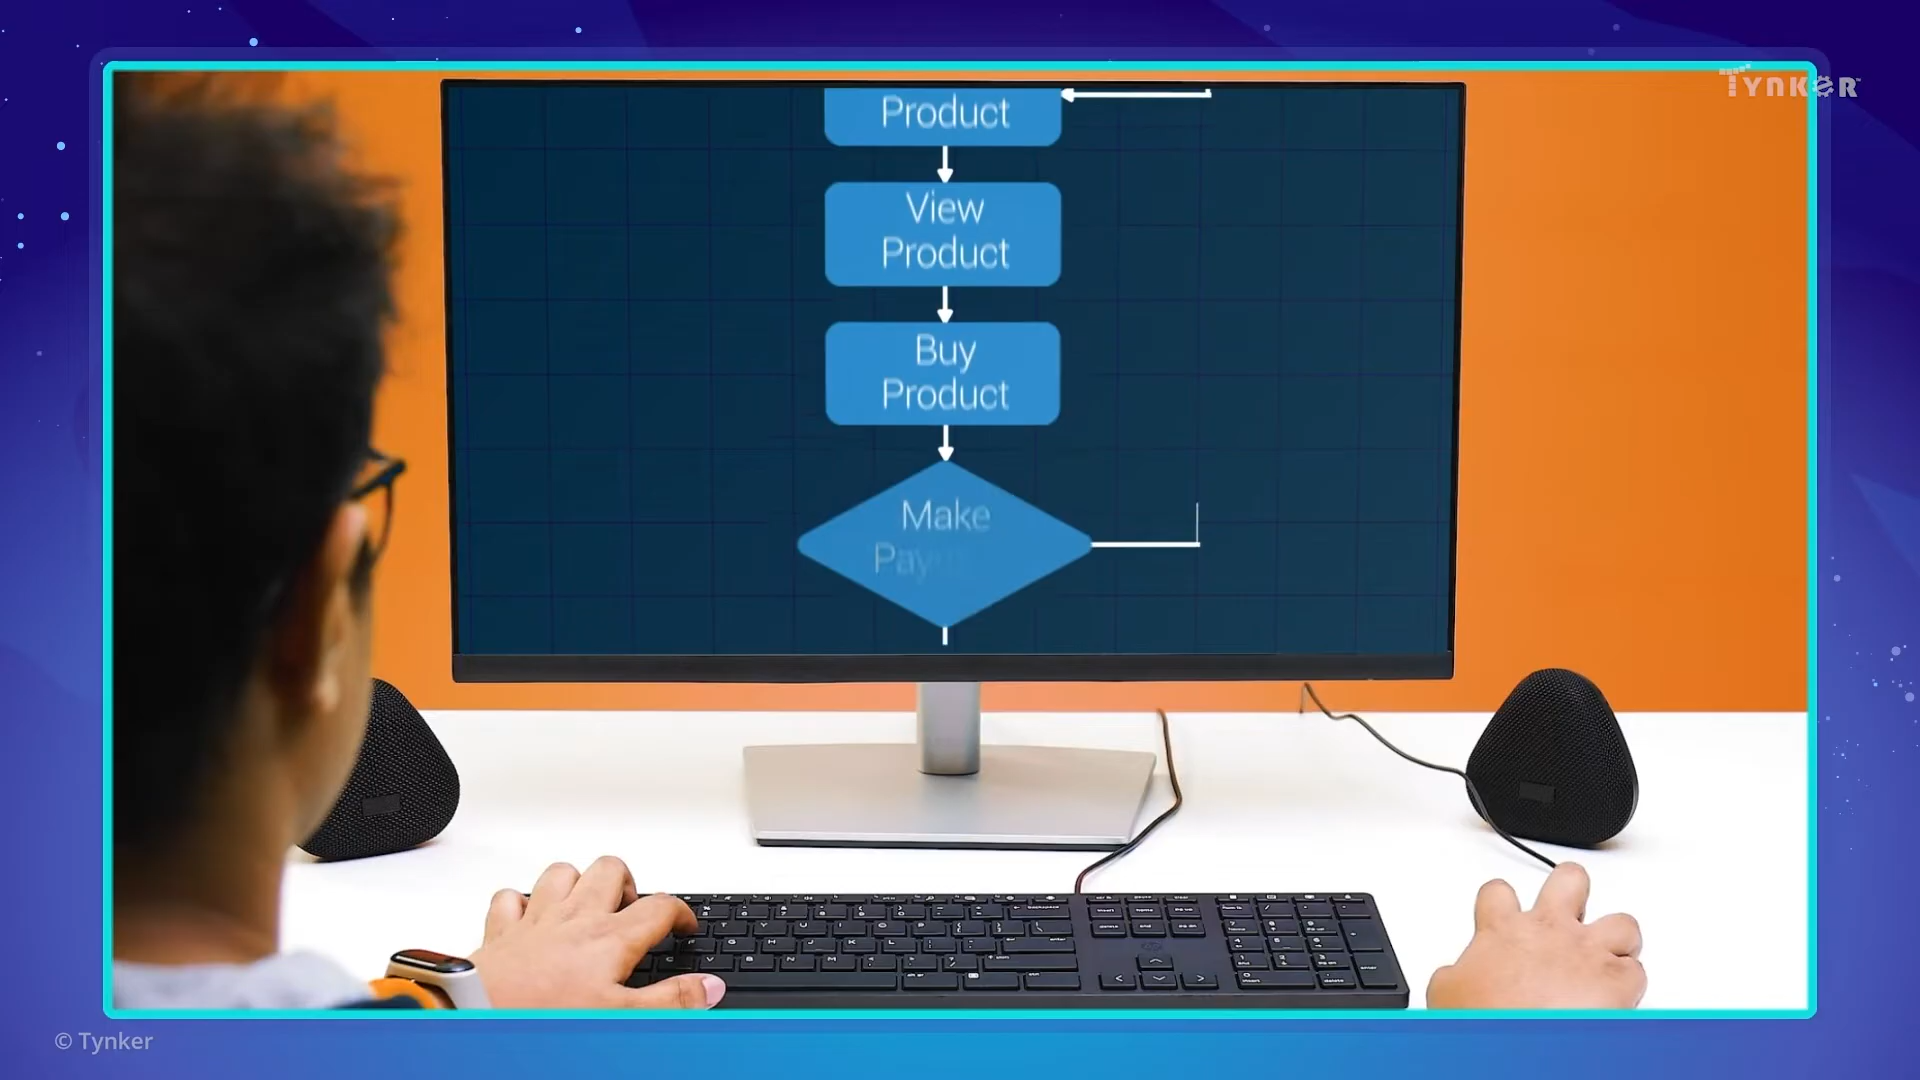 TYNKER
Product
View
Product
Buy
Product
Make
© Tynker